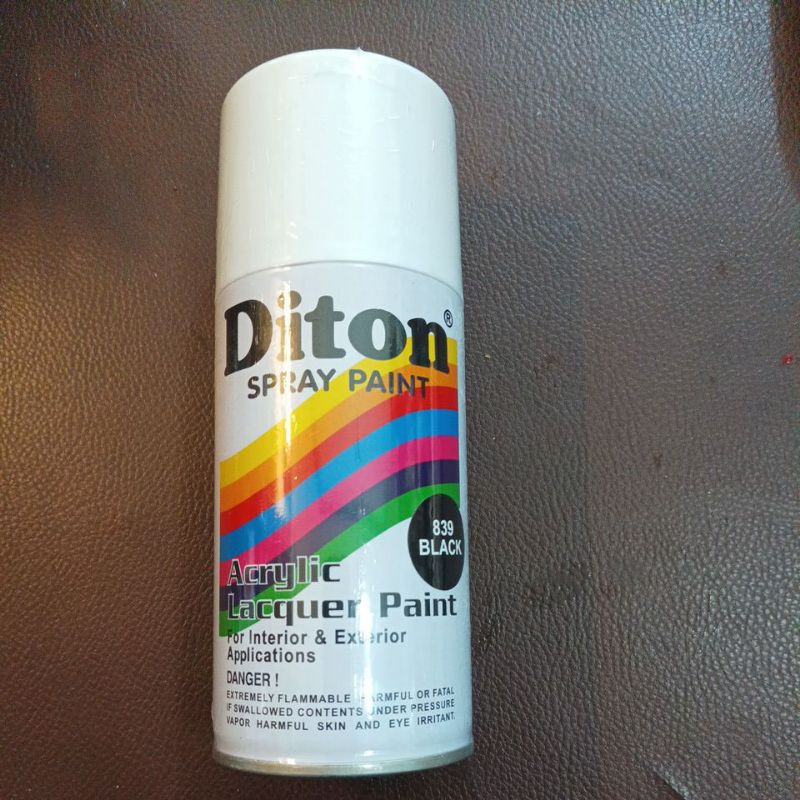 Diton®
SPRAY PAINT
839
BLACK
Acrylic
Lacquer Paint
For Interior & Exterior
Applications
DANGER !
EXTREMELY FLAMMABLE HARMFUL OR FATAL
IF SWALLOWED CONTENTS UNDER PRESSURE
VAPOR HARMFUL SKIN AND EYE IRRITANT.